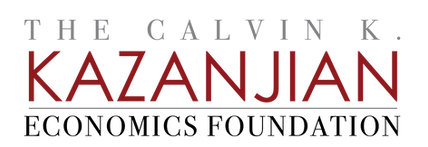 THE CALVIN K.
KAZANJIAN
ECONOMICS FOUNDATION